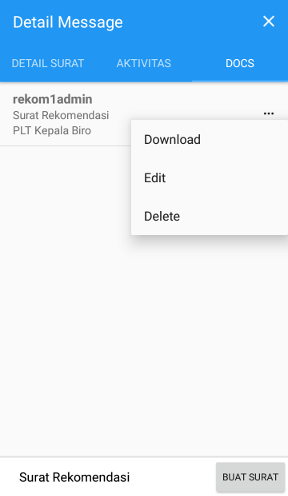 Detail Message
DETAIL SURAT AKTIVITAS DOCS
rekom1admin
Surat Rekomendasi
PLT Kepala Biro
Download
Edit
Delete
Surat Rekomendasi BUAT SURAT